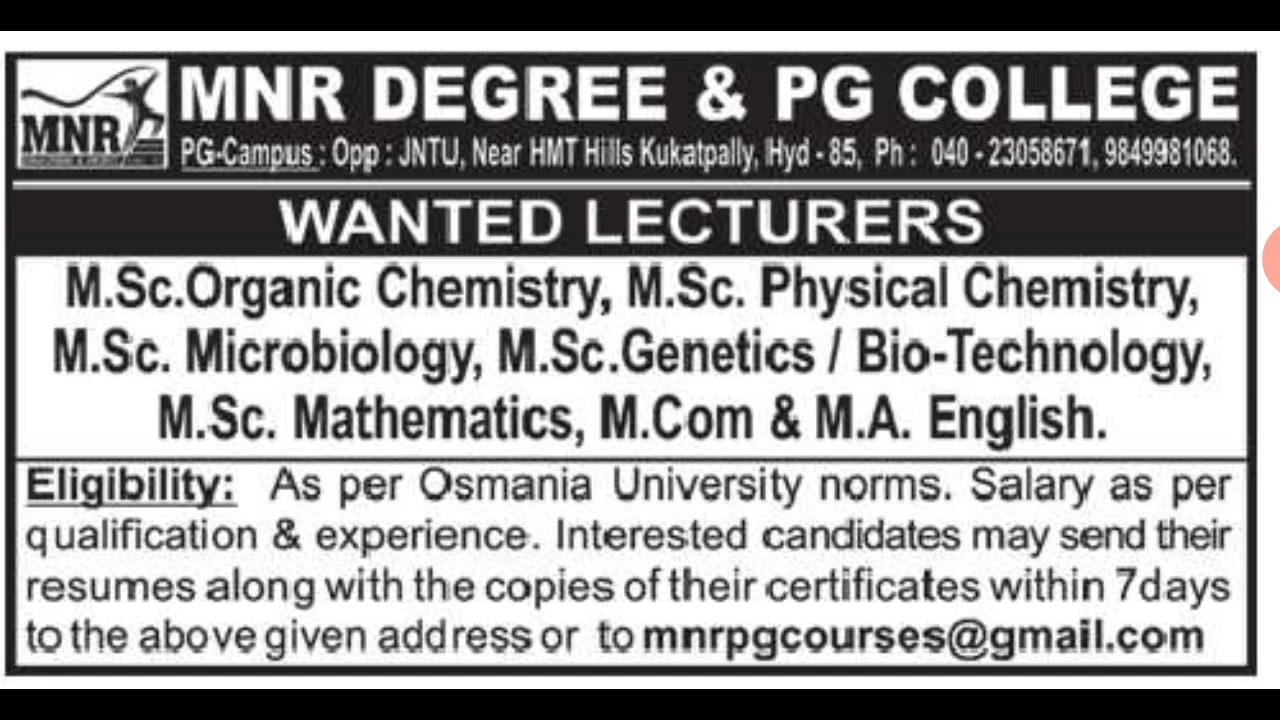 MNR
MNR DEGREE & PG COLLEGE
PG-Campus : Opp : JNTU, Near HMT Hills Kukatpally, Hyd - 85, Ph : 040 - 23058671, 9849981068.
WANTED LECTURERS
M.Sc.Organic Chemistry, M.Sc. Physical Chemistry,
M.Sc. Microbiology, M.Sc.Genetics / Bio-Technology,
M.Sc. Mathematics, M.Com & M.A. English.
Eligibility: As per Osmania University norms. Salary as per
qualification & experience. Interested candidates may send their
resumes along with the copies of their certificates within 7days
to the above given address or to mnrpgcourses@gmail.com